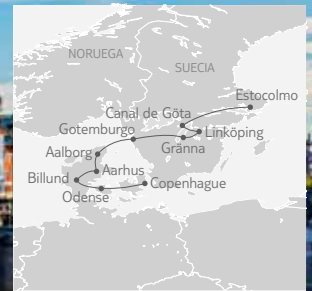 NORUEGA
SUECIA
Estocolmo
Canal de Göta
Gotemburgo
Linköping
Gränna
Aalborg
Aarhus
Billund
Copenhague
Odense